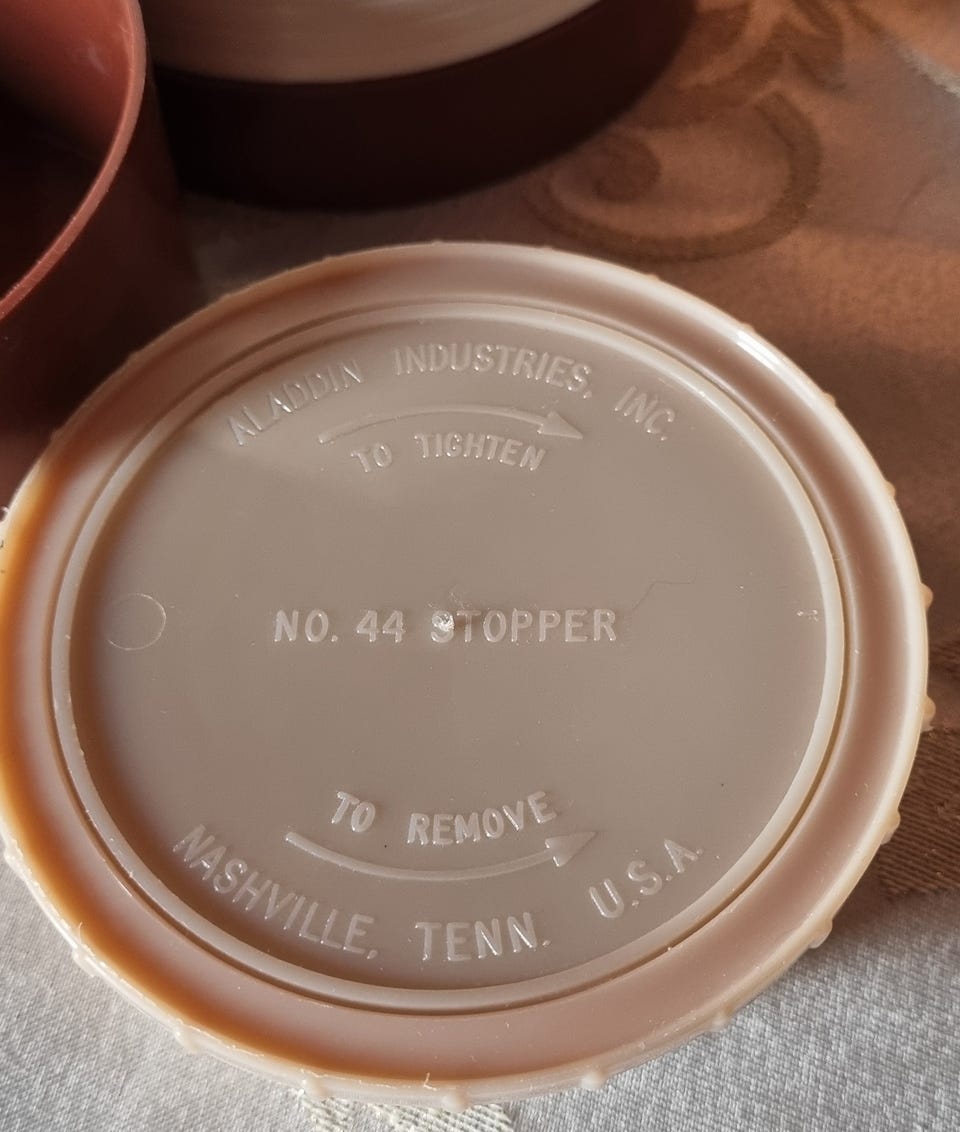 ALADDIN INDUSTRIES, INC.
TO TIGHTEN
NO. 44 STOPPER
TO REMOVE
NASHVILLE, TENN. U.S.A.